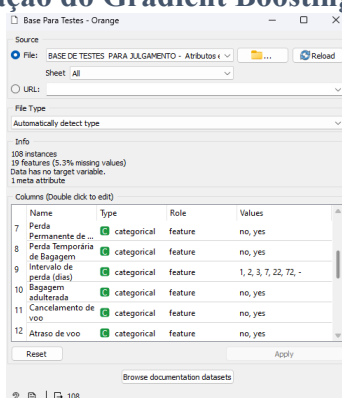 ação do Gradient Boosting
Base Para Testes - Orange
Source
File: BASE DE TESTES PARA JULGAMENTO - Atributos e ... Reload
Sheet All
URL:
File Type
Automatically detect type
Info
108 instances
19 features (5.3% missing values)
Data has no target variable.
1 meta attribute
Columns (Double click to edit)
Name Type Role Values
7 Perda Permanente de ... C categorical feature no, yes
8 Perda Temporária de Bagagem C categorical feature no, yes
9 Intervalo de perda (dias) C categorical feature 1, 2, 3, 7, 22, 72, -
10 Bagagem adulterada C categorical feature no, yes
11 Cancelamento de voo C categorical feature no, yes
12 Atraso de voo C categorical feature no, yes
Reset Apply
Browse documentation datasets
108